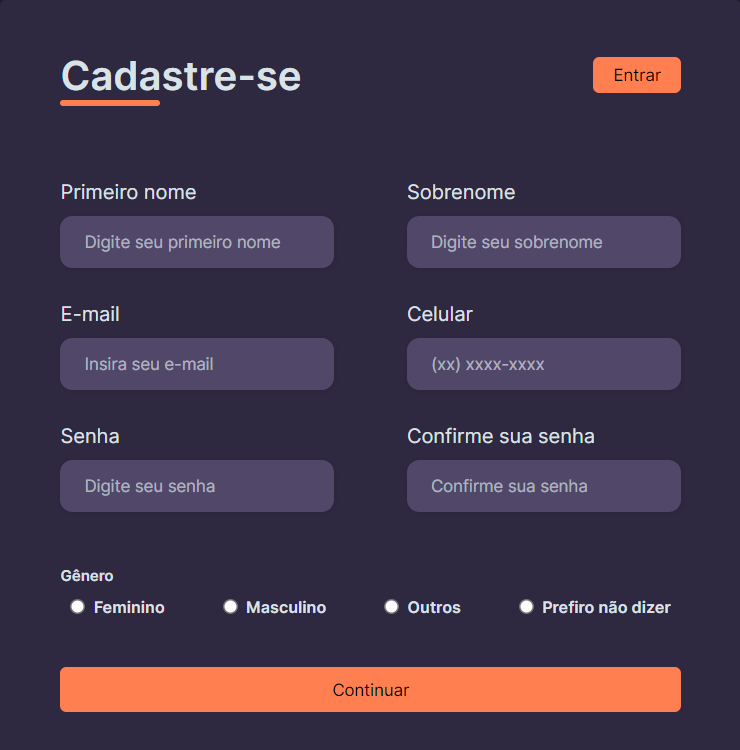 Cadastre-se
Entrar
Primeiro nome
Sobrenome
Digite seu primeiro nome
Digite seu sobrenome
E-mail
Celular
Insira seu e-mail
(xx) xxxx-xxxx
Senha
Confirme sua senha
Digite seu senha
Confirme sua senha
Gênero
Feminino Masculino Outros Prefiro não dizer
Continuar